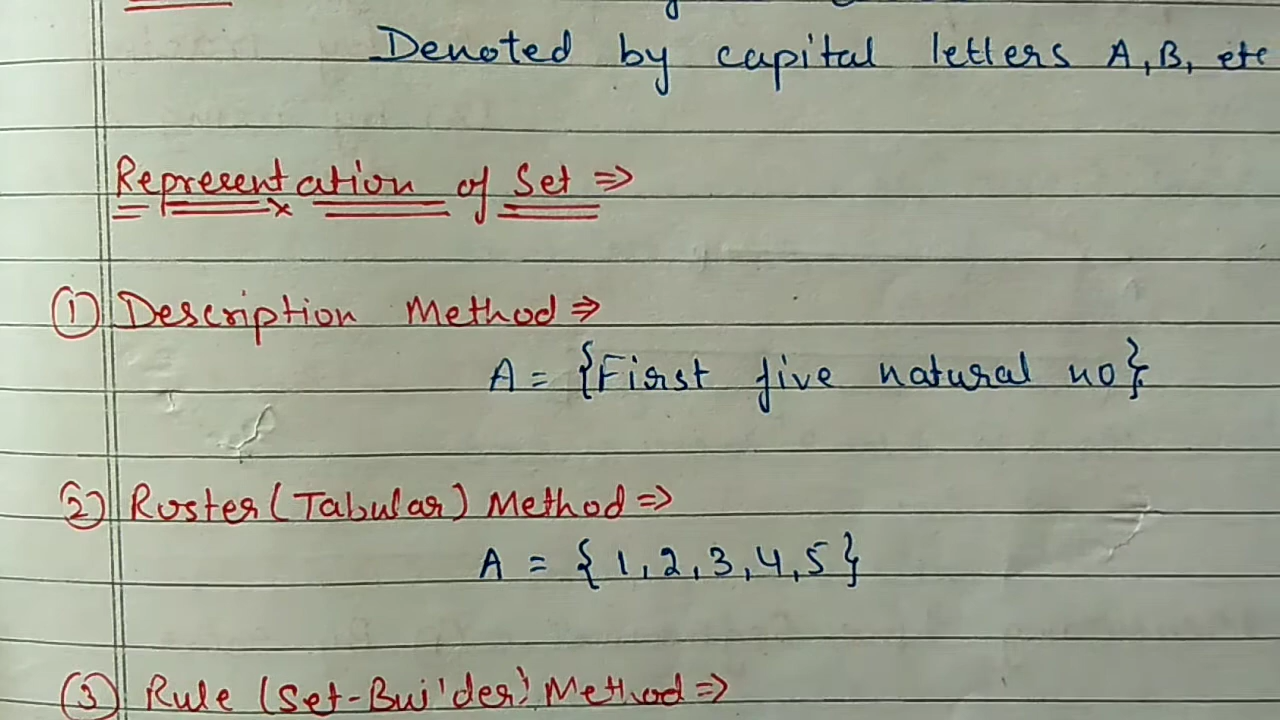 Denoted by capital letters A, B, etc
Representation of Set ⇒
① Description Method ⇒
A = {First five natural no}
② Roster (Tabular) Method ⇒
A = {1, 2, 3, 4, 5}
③ Rule (Set-Builder) Method ⇒